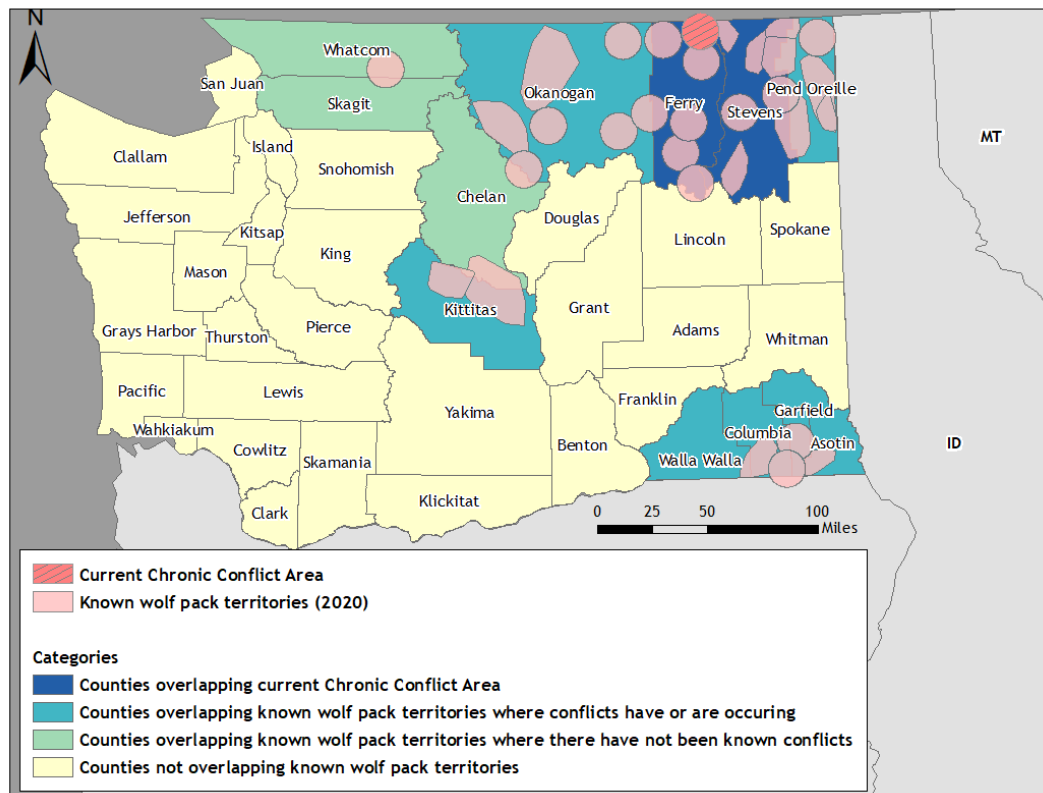 N
Whatcom
San Juan
Skagit
Okanogan
Ferry
Stevens
Pend Oreille
MT
Clallam
Island
Snohomish
Chelan
Jefferson
Kitsap
Douglas
Lincoln
Spokane
Mason
King
Kittitas
Grant
Grays Harbor
Thurston
Pierce
Adams
Whitman
Pacific
Lewis
Yakima
Franklin
Garfield
Wahkiakum
Columbia
Asotin
ID
Cowlitz
Skamania
Benton
Walla Walla
Clark
Klickitat
0 25 50 100
Miles
Current Chronic Conflict Area
Known wolf pack territories (2020)
Categories
Counties overlapping current Chronic Conflict Area
Counties overlapping known wolf pack territories where conflicts have or are occuring
Counties overlapping known wolf pack territories where there have not been known conflicts
Counties not overlapping known wolf pack territories